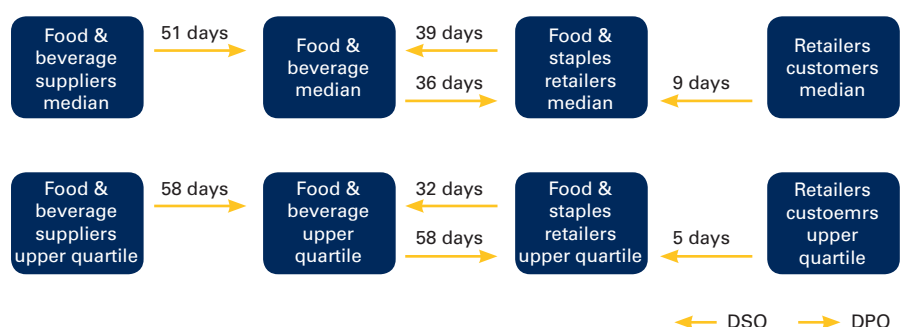 Food &
beverage
suppliers
median
51 days
Food &
beverage
median
39 days
36 days
Food &
staples
retailers
median
9 days
Retailers
customers
median
Food &
beverage
suppliers
upper quartile
58 days
Food &
beverage
upper
quartile
32 days
58 days
Food &
staples
retailers
upper quartile
5 days
Retailers
custoemrs
upper
quartile
DSO
DPO